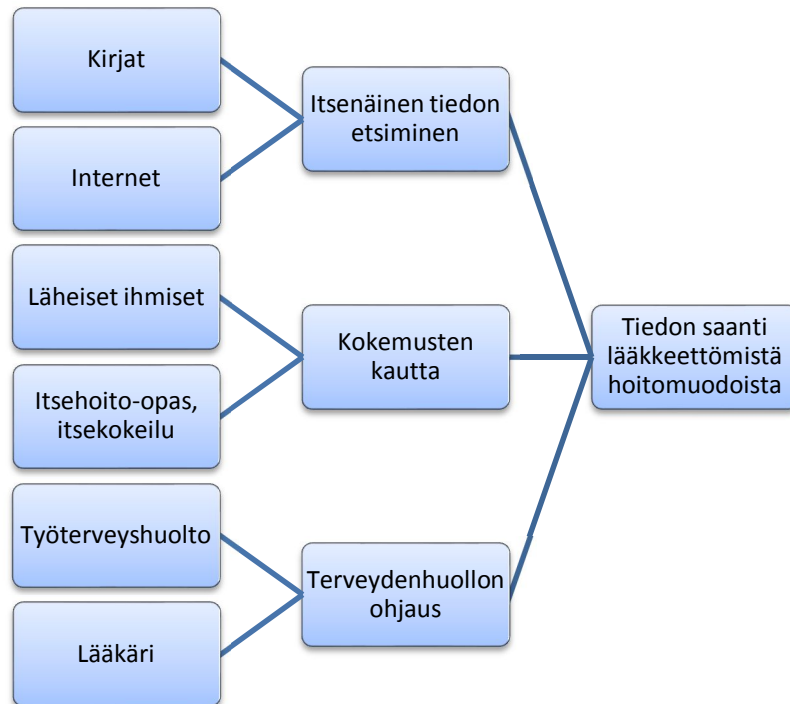 Kirjat
Internet
Itsenäinen tiedon
etsiminen
Läheiset ihmiset
Itsehoito-opas,
itsekokeilu
Kokemusten
kautta
Työterveyshuolto
Lääkäri
Terveydenhuollon
ohjaus
Tiedon saanti
lääkkeettömistä
hoitomuodoista